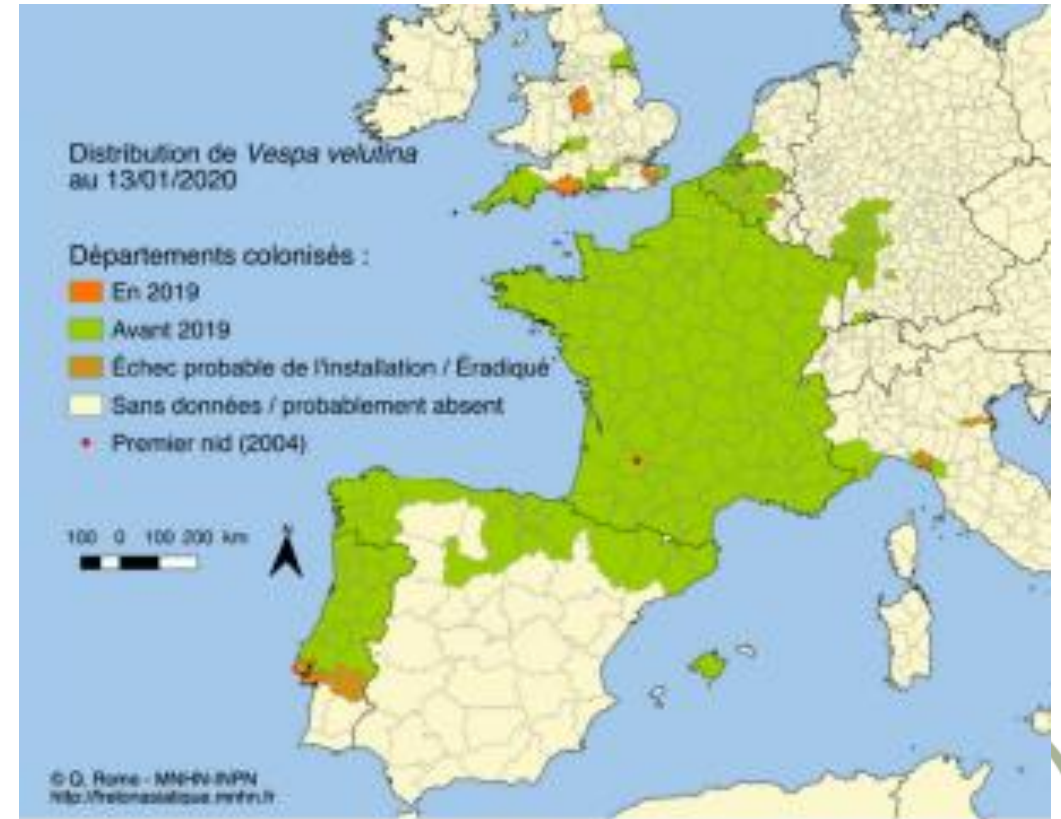 Distribution de Vespa velutina
au 13/01/2020
Départements colonisés :
En 2019
Avant 2019
Échec probable de l'installation / Éradiqué
Sans données / probablement absent
Premier nid (2004)
100 0 100 200 km
N
© Q. Rome - MNHN-INPN
http://frelonasiatique.mnhn.fr